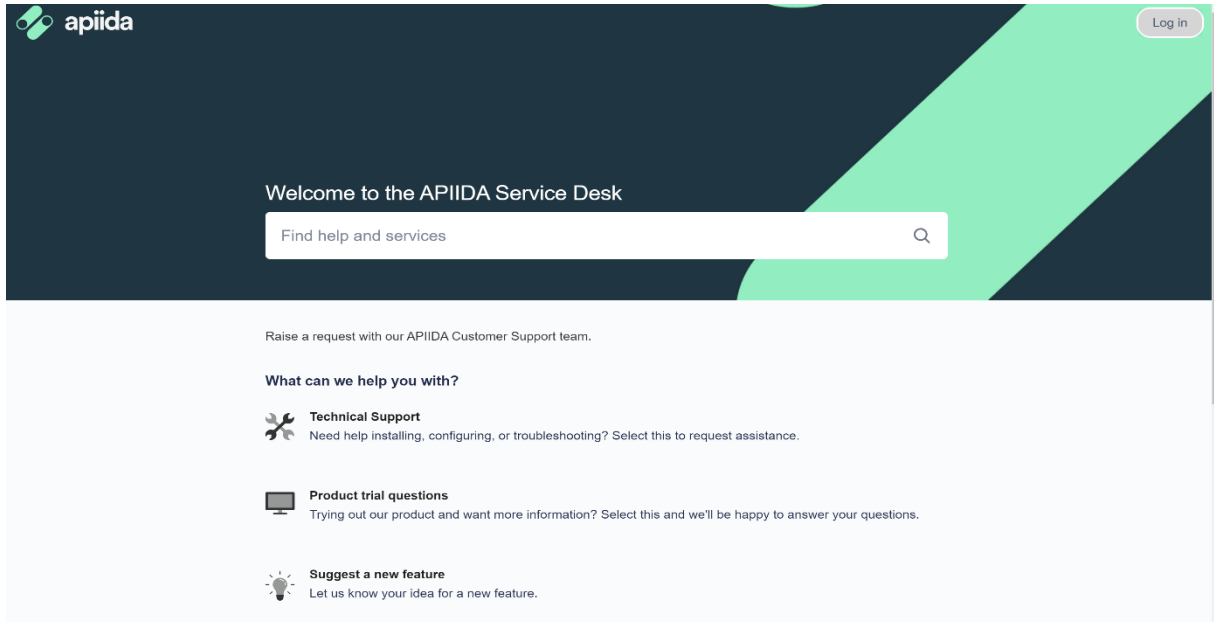 apiida
Log in
Welcome to the APIIDA Service Desk
Find help and services
Raise a request with our APIIDA Customer Support team.
What can we help you with?
Technical Support
Need help installing, configuring, or troubleshooting? Select this to request assistance.
Product trial questions
Trying out our product and want more information? Select this and we'll be happy to answer your questions.
Suggest a new feature
Let us know your idea for a new feature.